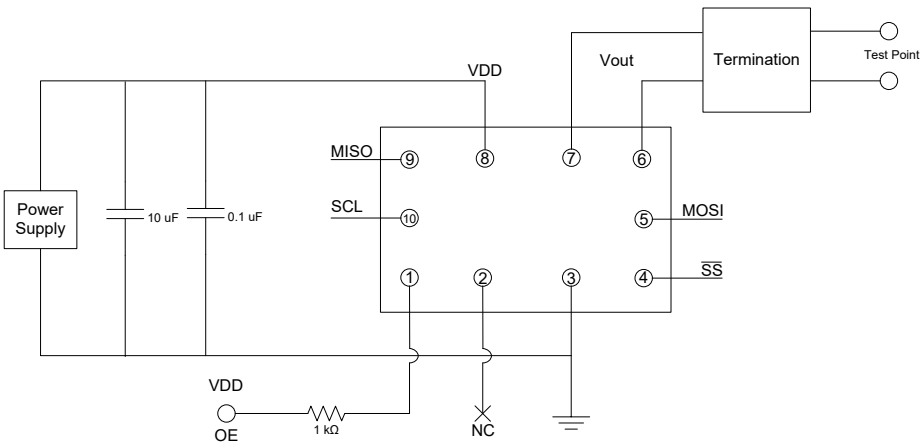 VDD
Vout
Termination
Test Point
MISO
9
8
7
6
Power
Supply
10 uF
0.1 uF
SCL
10
5
MOSI
1
2
3
4
SS
VDD
OE
1 kΩ
NC